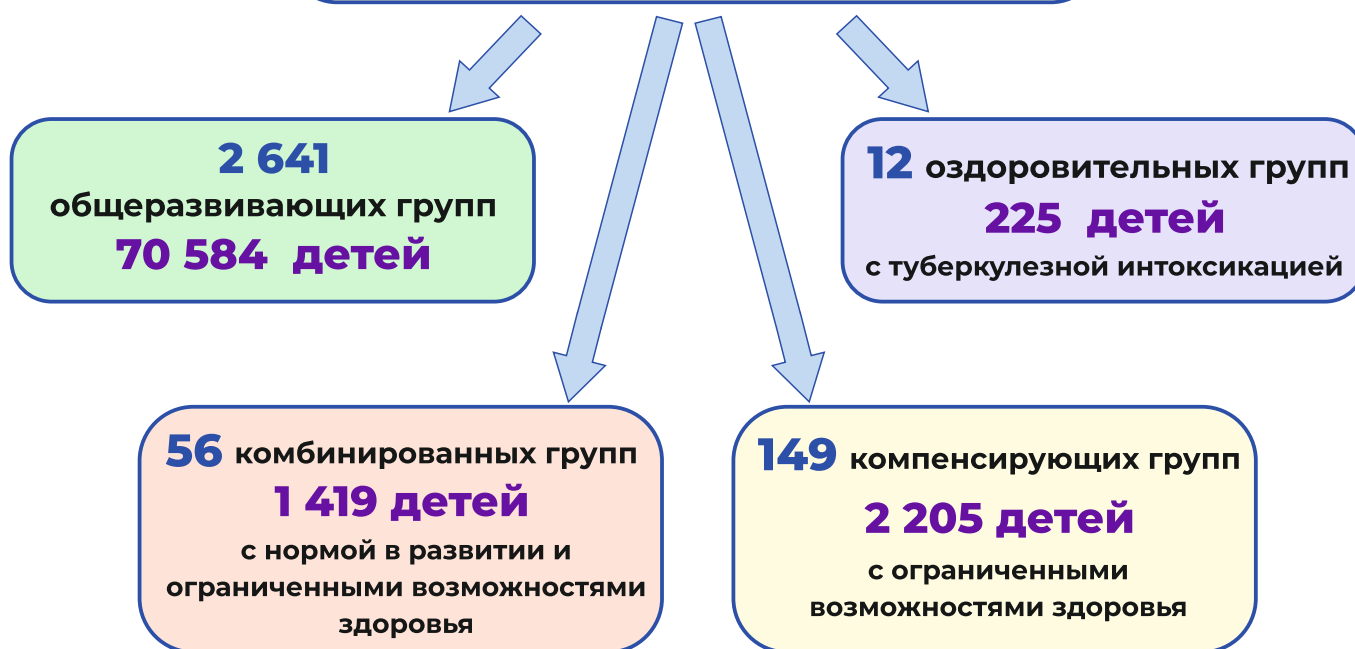 2 641
общеразвивающих групп
70 584 детей
12 оздоровительных групп
225 детей
с туберкулезной интоксикацией
56 комбинированных групп
1 419 детей
с нормой в развитии и
ограниченными возможностями
здоровья
149 компенсирующих групп
2 205 детей
с ограниченными
возможностями здоровья